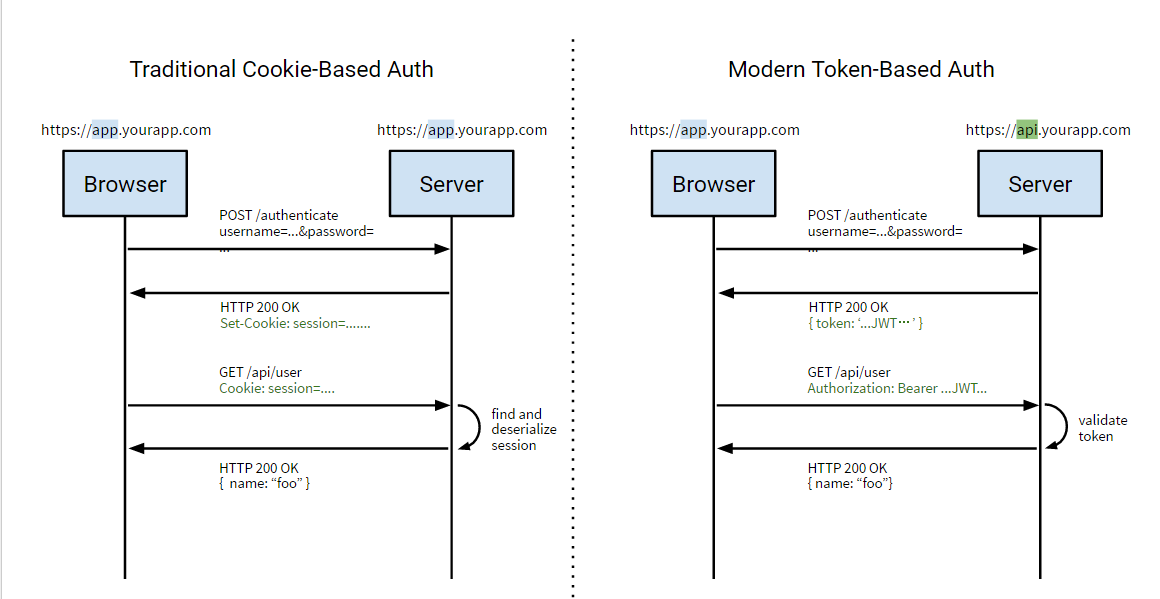 Traditional Cookie-Based Auth
https://app.yourapp.com
https://app.yourapp.com
Browser
Server
POST /authenticate
username=...&password=
...
HTTP 200 OK
Set-Cookie: session=.......
GET /api/user
Cookie: session=....
find and
deserialize
session
HTTP 200 OK
{  name: “foo” }
Modern Token-Based Auth
https://app.yourapp.com
https://api.yourapp.com
Browser
Server
POST /authenticate
username=...&password=
...
HTTP 200 OK
{ token: ‘...JWT… ’ }
GET /api/user
Authorization: Bearer ...JWT...
validate
token
HTTP 200 OK
{ name: “foo”}